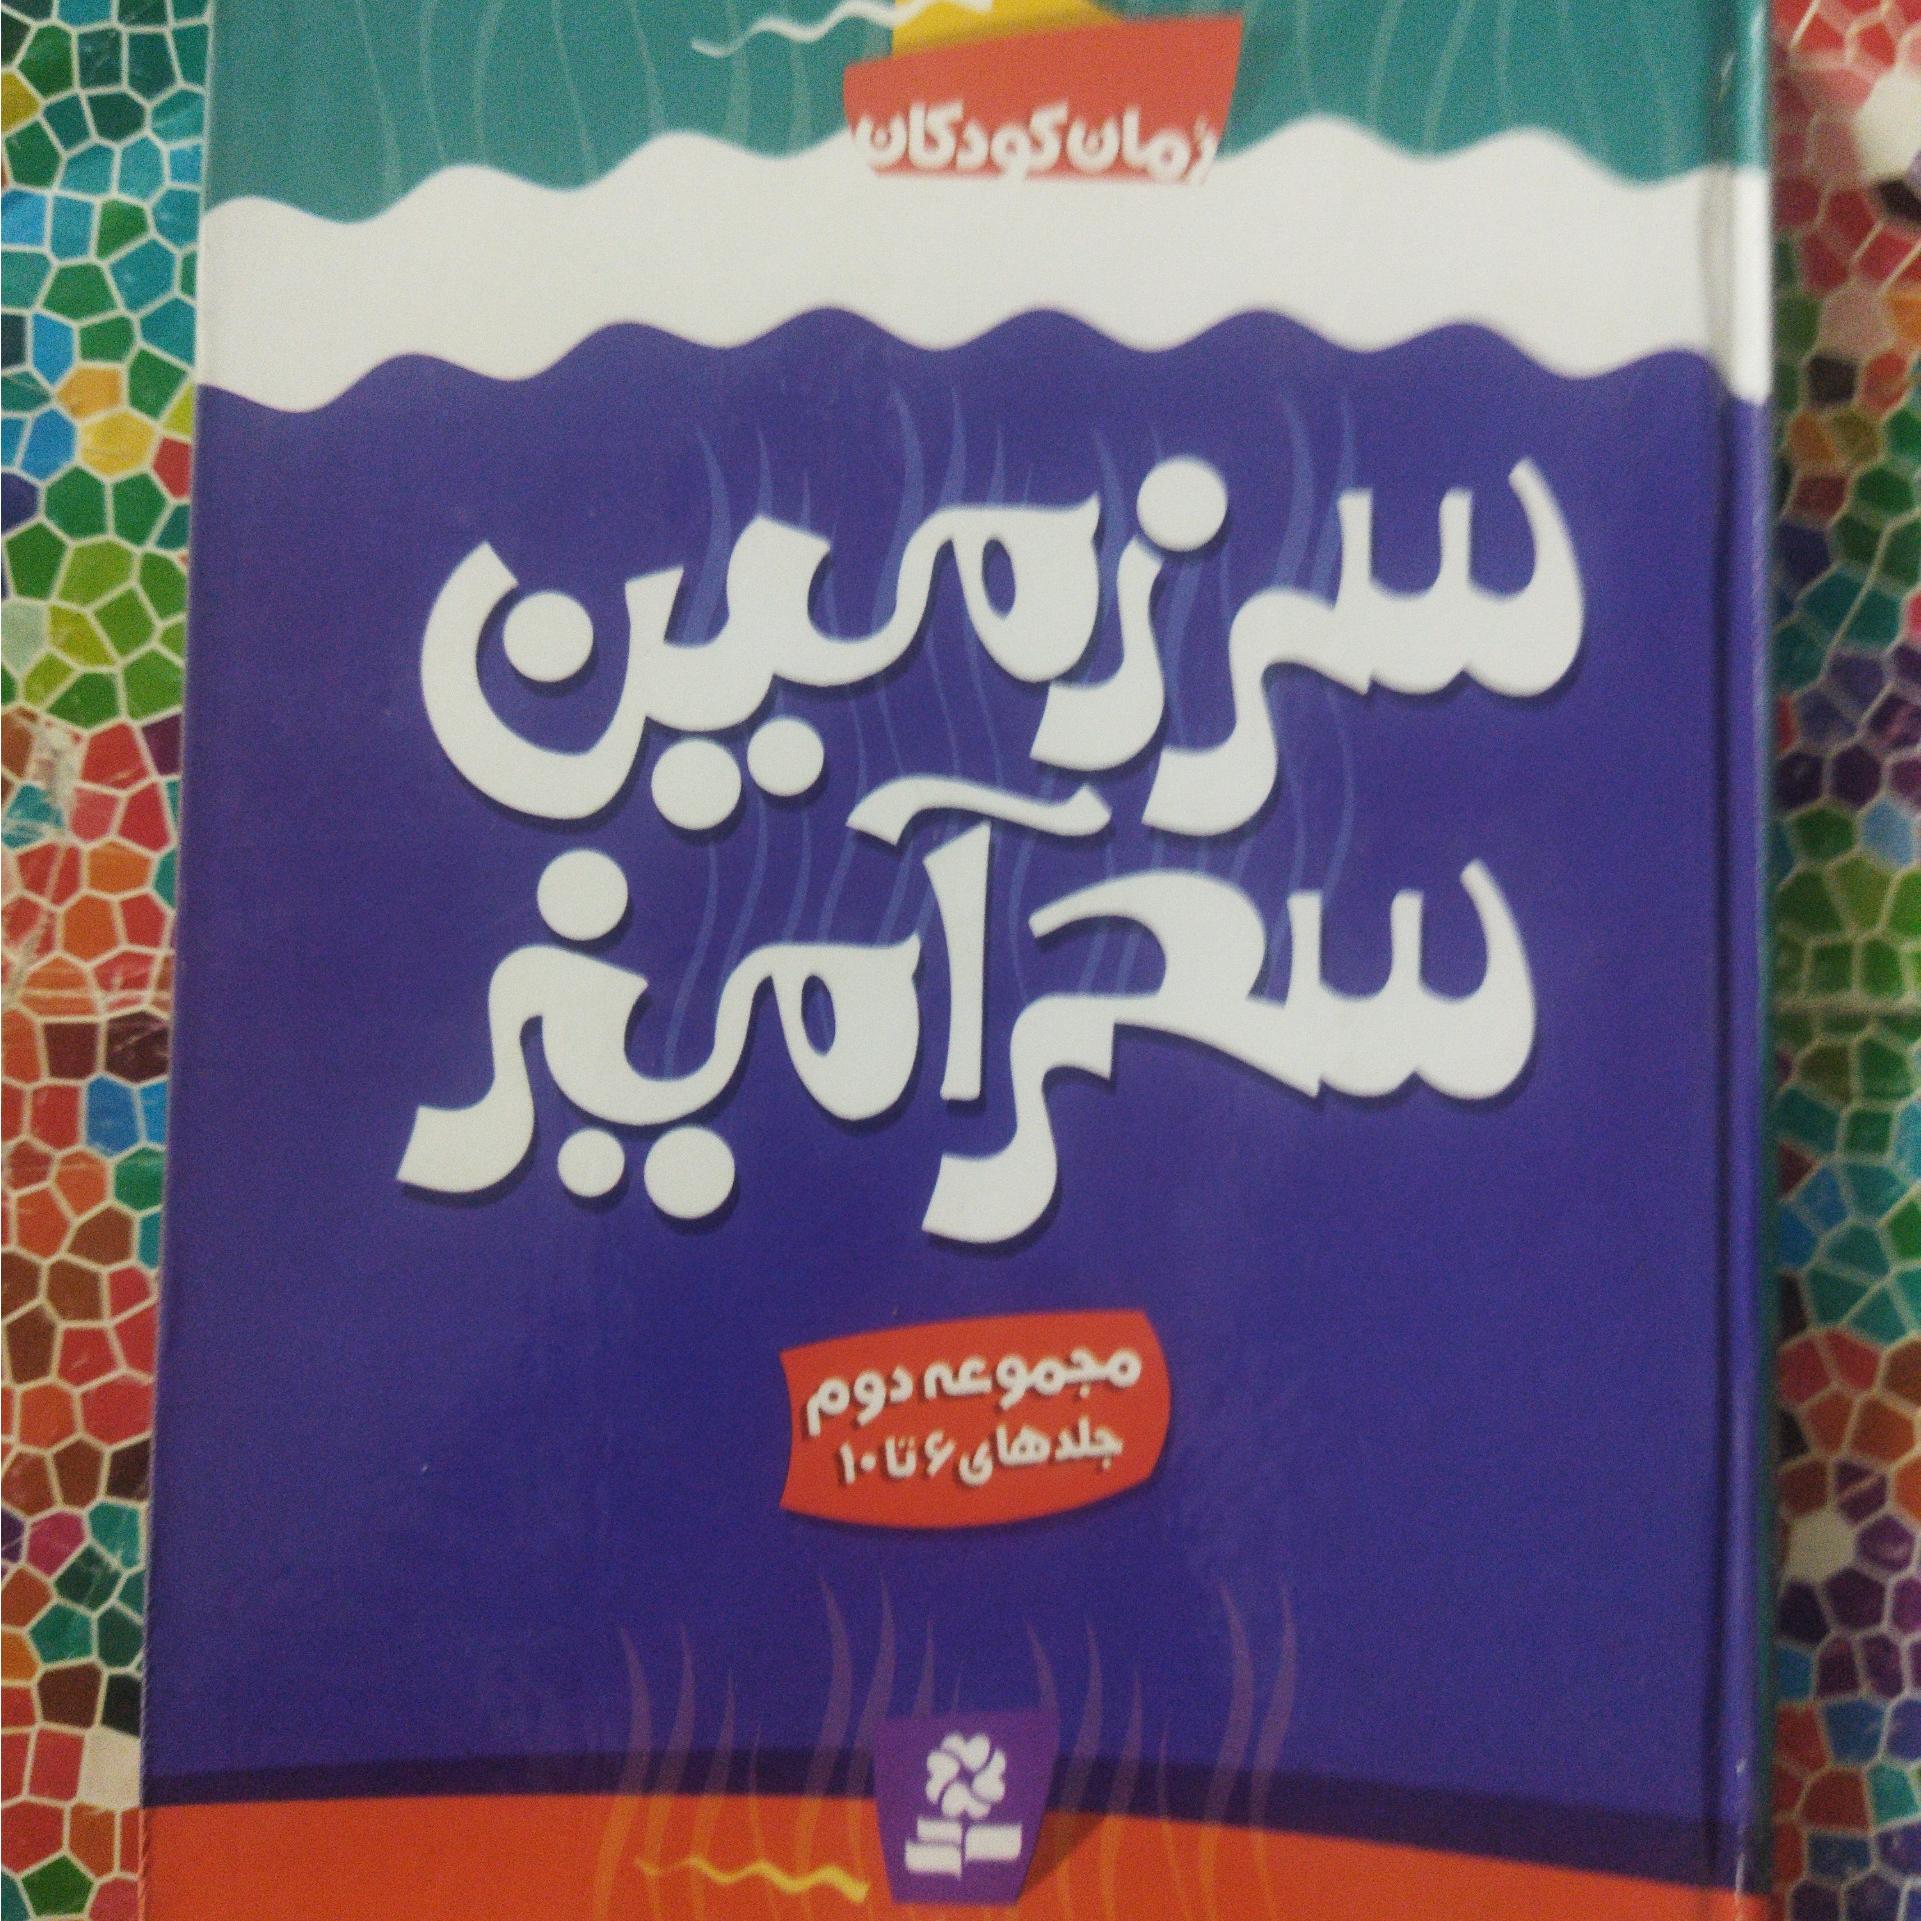 رمان کودکان
سرزمین
سحرآمیز
مجموعه دوم
جلدهای ۶ تا ۱۰